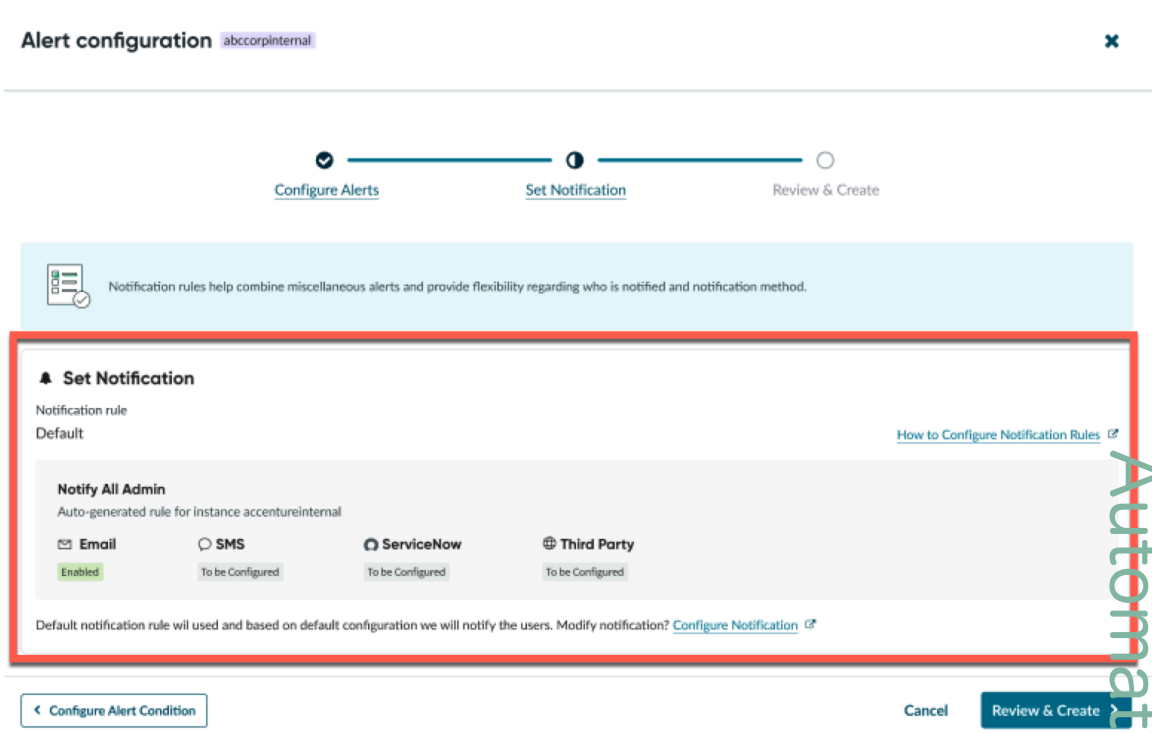 Alert configuration abccorpinternal
Configure Alerts Set Notification Review & Create
Notification rules help combine miscellaneous alerts and provide flexibility regarding who is notified and notification method.
Set Notification
Notification rule
Default
How to Configure Notification Rules
Notify All Admin
Auto-generated rule for instance accentureinternal
Email SMS ServiceNow Third Party
Enabled To be Configured To be Configured To be Configured
Default notification rule wil used and based on default configuration we will notify the users. Modify notification? Configure Notification
Configure Alert Condition Cancel Review & Create
Automat